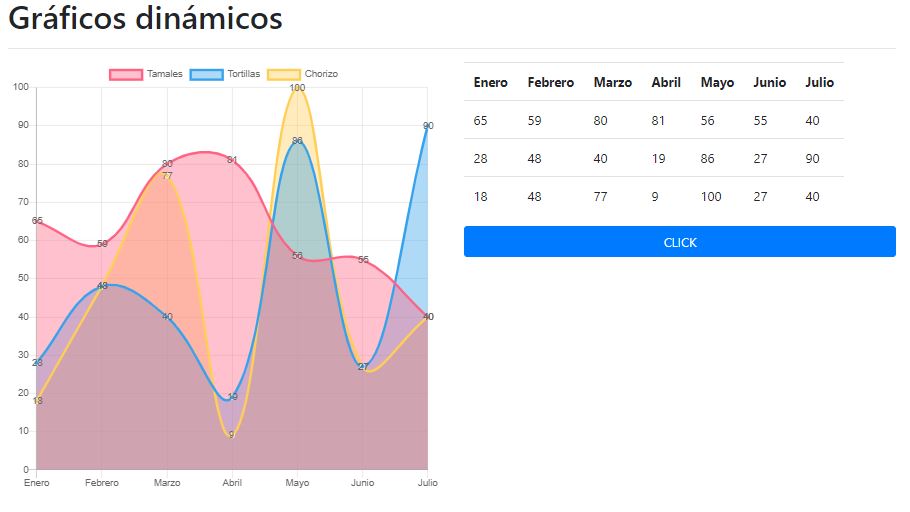 Gráficos dinámicos
Tamales Tortillas Chorizo
100
90
80
70
60
50
40
30
20
10
0
65 59 80 81 56 55 40
28 48 40 19 86 27 90
18 48 77 9 100 27 40
Enero Febrero Marzo Abril Mayo Junio Julio
Enero Febrero Marzo Abril Mayo Junio Julio
65 59 80 81 56 55 40
28 48 40 19 86 27 90
18 48 77 9 100 27 40
CLICK